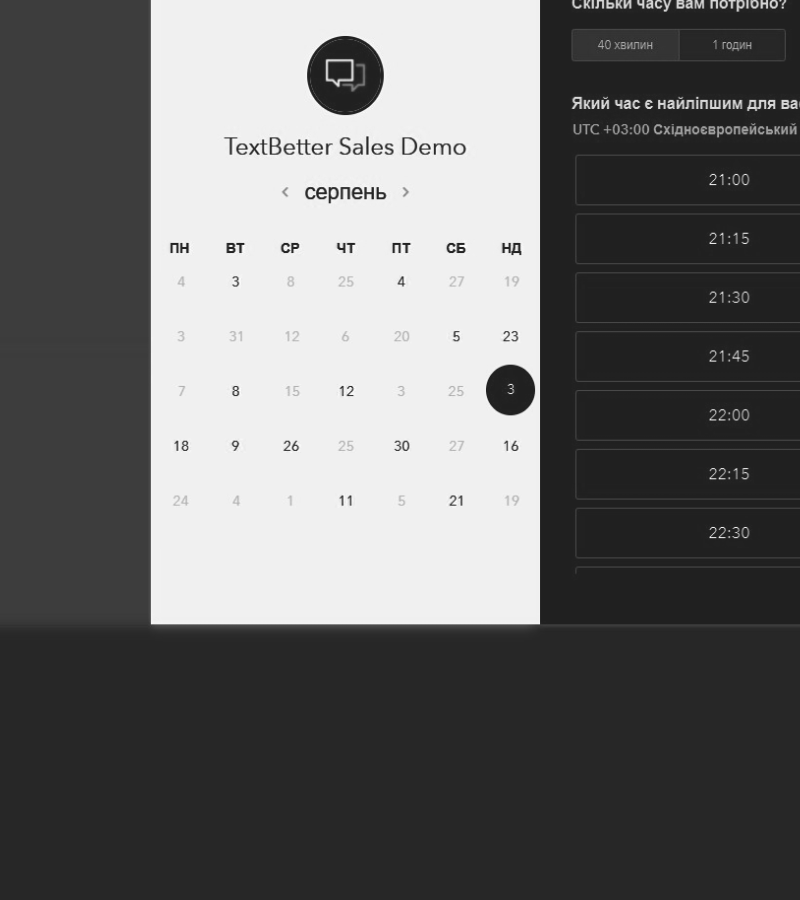 TextBetter Sales Demo
серпень
ПН ВТ СР ЧТ ПТ СБ НД
4 3 8 25 4 27 19
3 31 12 6 20 5 23
7 8 15 12 3 25 3
18 9 26 25 30 27 16
24 4 1 11 5 21 19
Скільки часу вам потрібно?
40 хвилин 1 годин
Який час є найліпшим для
UTC +03:00 Східноєвропейський
21:00
21:15
21:30
21:45
22:00
22:15
22:30